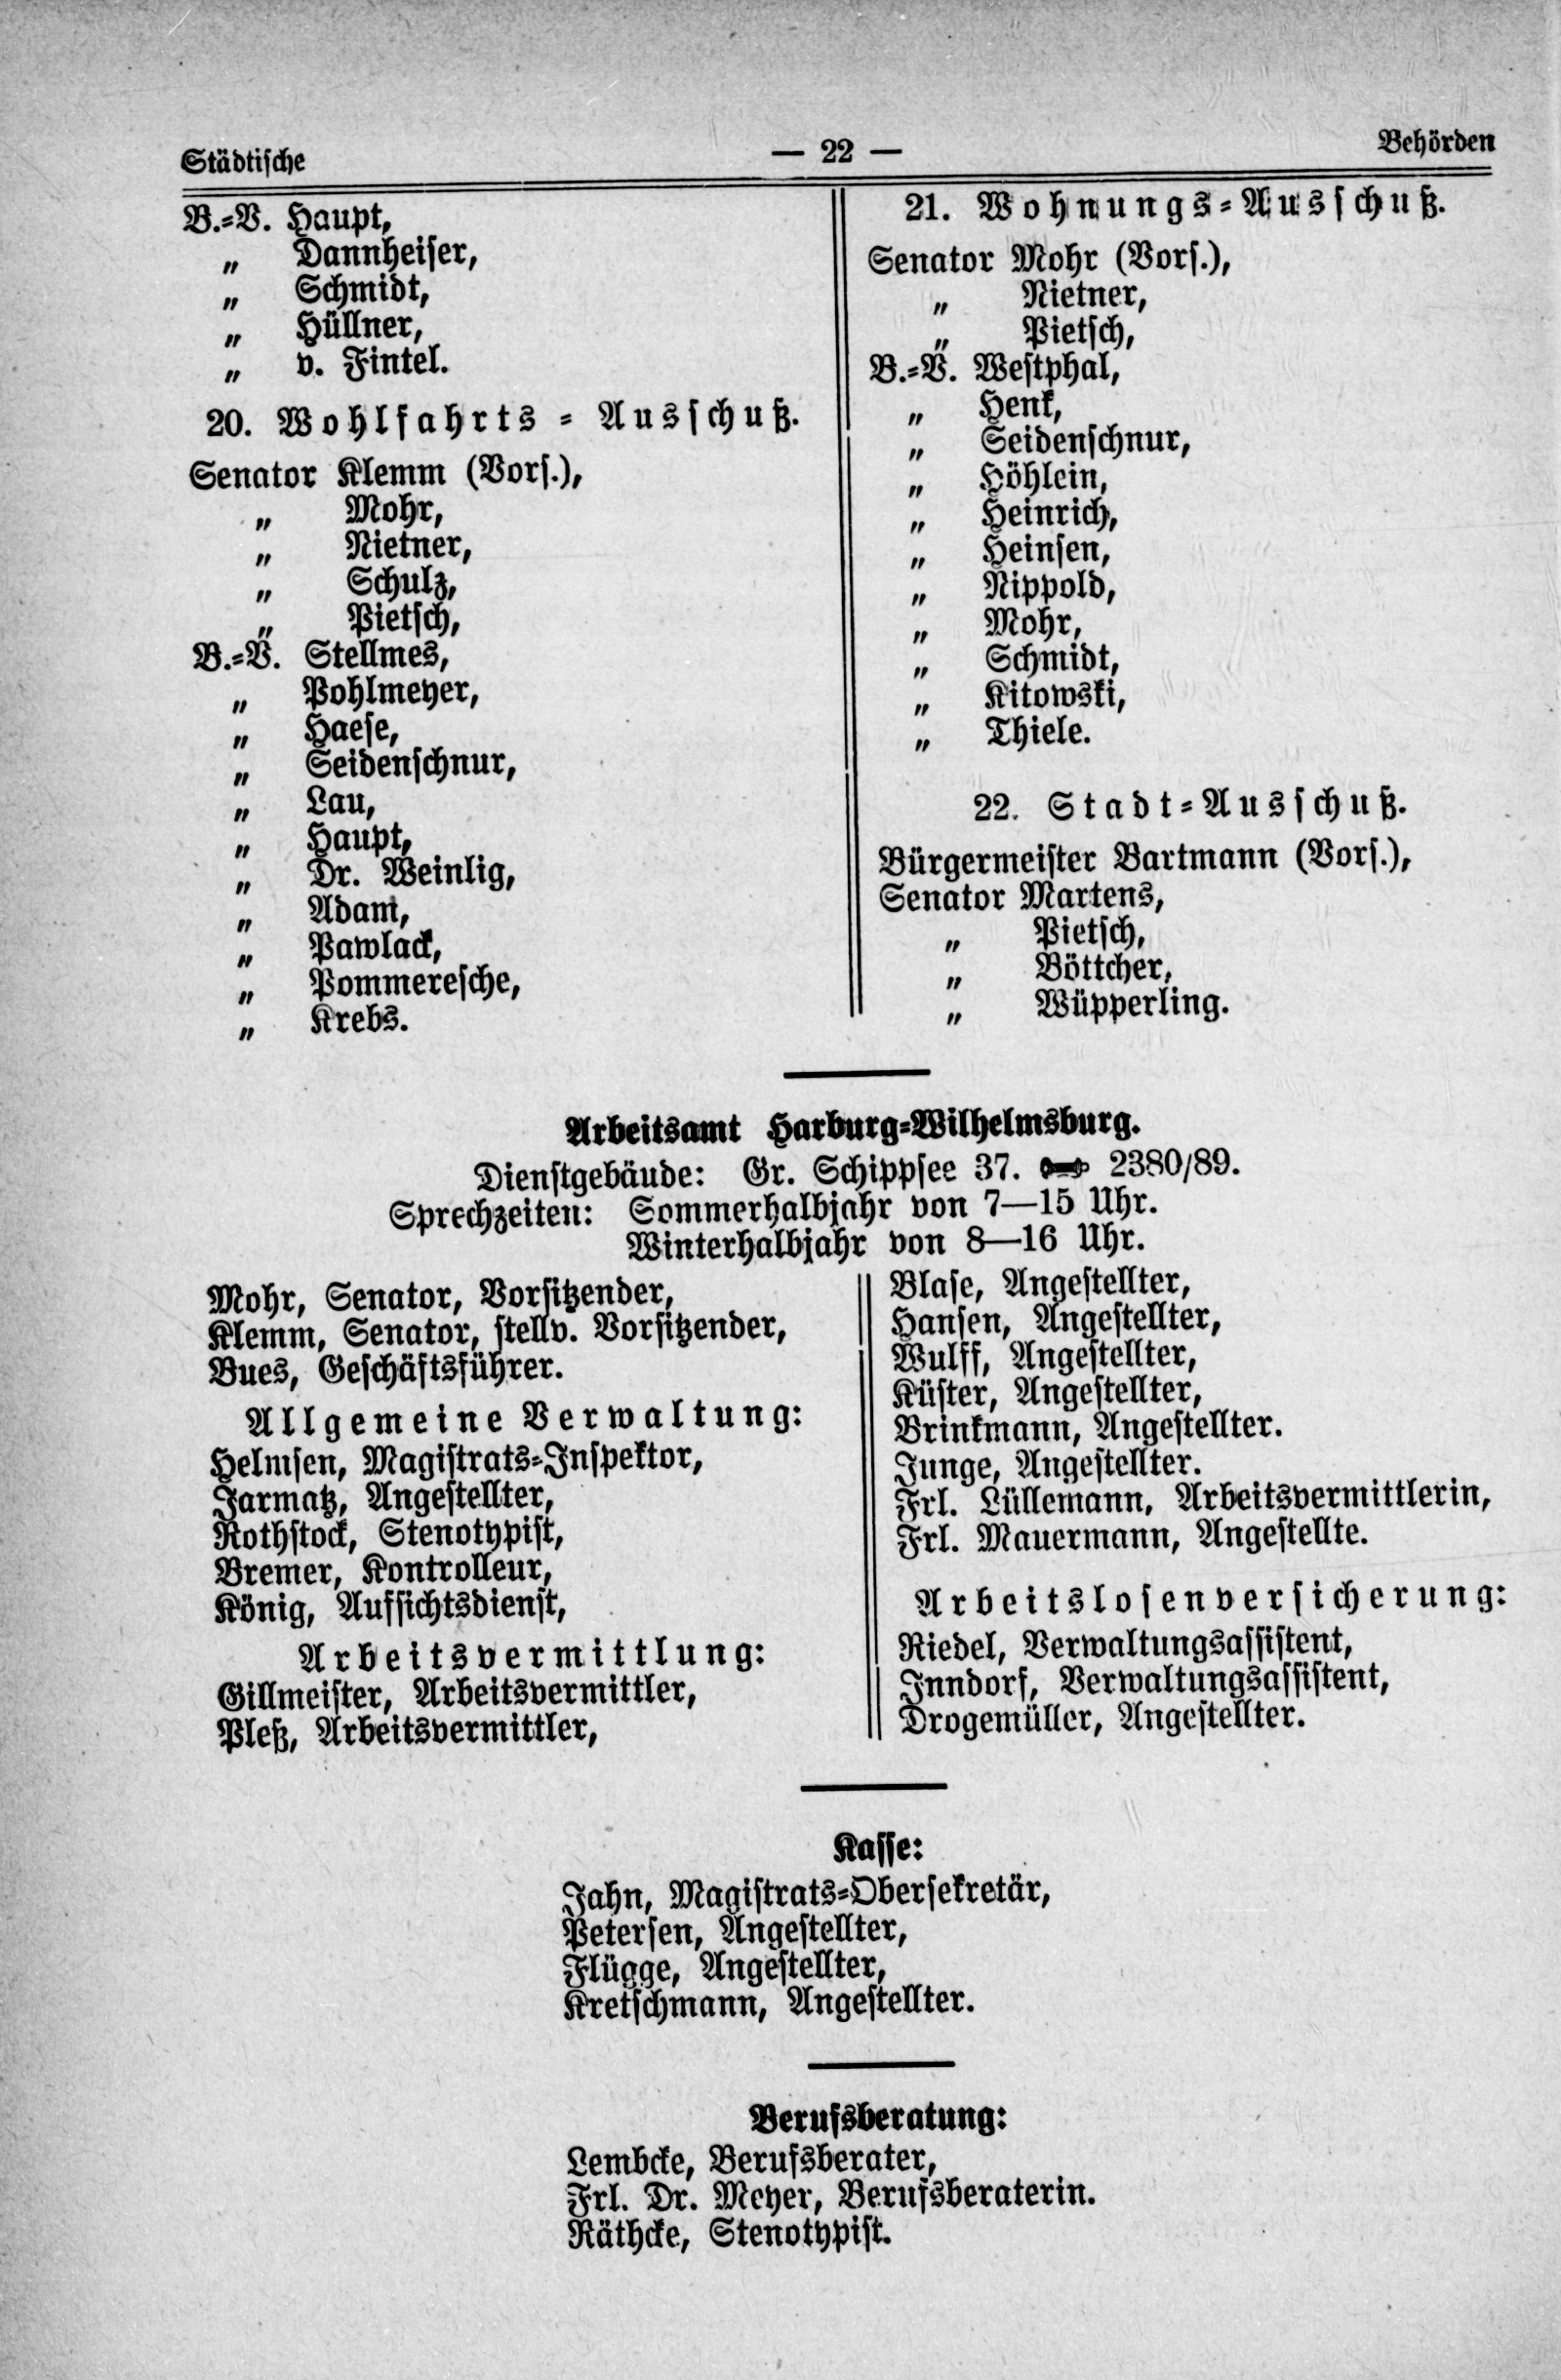 Städtische — 22 — Behörden
B.=V. Haupt,
„ Dannheiser,
„ Schmidt,
„ Hüllner,
„ v. Fintel.
20. Wohlfahrts = Ausschuß.
Senator Klemm (Vors.),
„ Mohr,
„ Nietner,
„ Schulz,
„ Pietsch,
B.=V. Stellmes,
„ Pohlmeyer,
„ Haese,
„ Seidenschnur,
„ Lau,
„ Haupt,
„ Dr. Weinlig,
„ Adam,
„ Pawlack,
„ Pommeresche,
„ Krebs.
21. Wohnungs=Ausschuß.
Senator Mohr (Vors.),
„ Nietner,
„ Pietsch,
B.=V. Westphal,
„ Henk,
„ Seidenschnur,
„ Höhlein,
„ Heinrich,
„ Heinsen,
„ Nippold,
„ Mohr,
„ Schmidt,
„ Kitowski,
„ Thiele.
22. Stadt=Ausschuß.
Bürgermeister Bartmann (Vors.),
Senator Martens,
„ Pietsch,
„ Böttcher,
„ Wüpperling.
Arbeitsamt Harburg=Wilhelmsburg.
Dienstgebäude: Gr. Schippsee 37. 2380/89.
Sprechzeiten: Sommerhalbjahr von 7—15 Uhr.
Winterhalbjahr von 8—16 Uhr.
Mohr, Senator, Vorsitzender,
Klemm, Senator, stellv. Vorsitzender,
Bues, Geschäftsführer.
Allgemeine Verwaltung:
Helmsen, Magistrats=Inspektor,
Jarmatz, Angestellter,
Rothstock, Stenotypist,
Bremer, Kontrolleur,
König, Aufsichtsdienst,
Arbeitsvermittlung:
Gillmeister, Arbeitsvermittler,
Pleß, Arbeitsvermittler,
Blase, Angestellter,
Hansen, Angestellter,
Wulff, Angestellter,
Küster, Angestellter,
Brinkmann, Angestellter.
Junge, Angestellter.
Frl. Lüllemann, Arbeitsvermittlerin,
Frl. Mauermann, Angestellte.
Arbeitslosenversicherung:
Riedel, Verwaltungsassistent,
Inndorf, Verwaltungsassistent,
Drogemüller, Angestellter.
Kasse:
Jahn, Magistrats=Obersekretär,
Petersen, Angestellter,
Flügge, Angestellter,
Kretschmann, Angestellter.
Berufsberatung:
Lembcke, Berufsberater,
Frl. Dr. Meyer, Berufsberaterin.
Räthcke, Stenotypist.